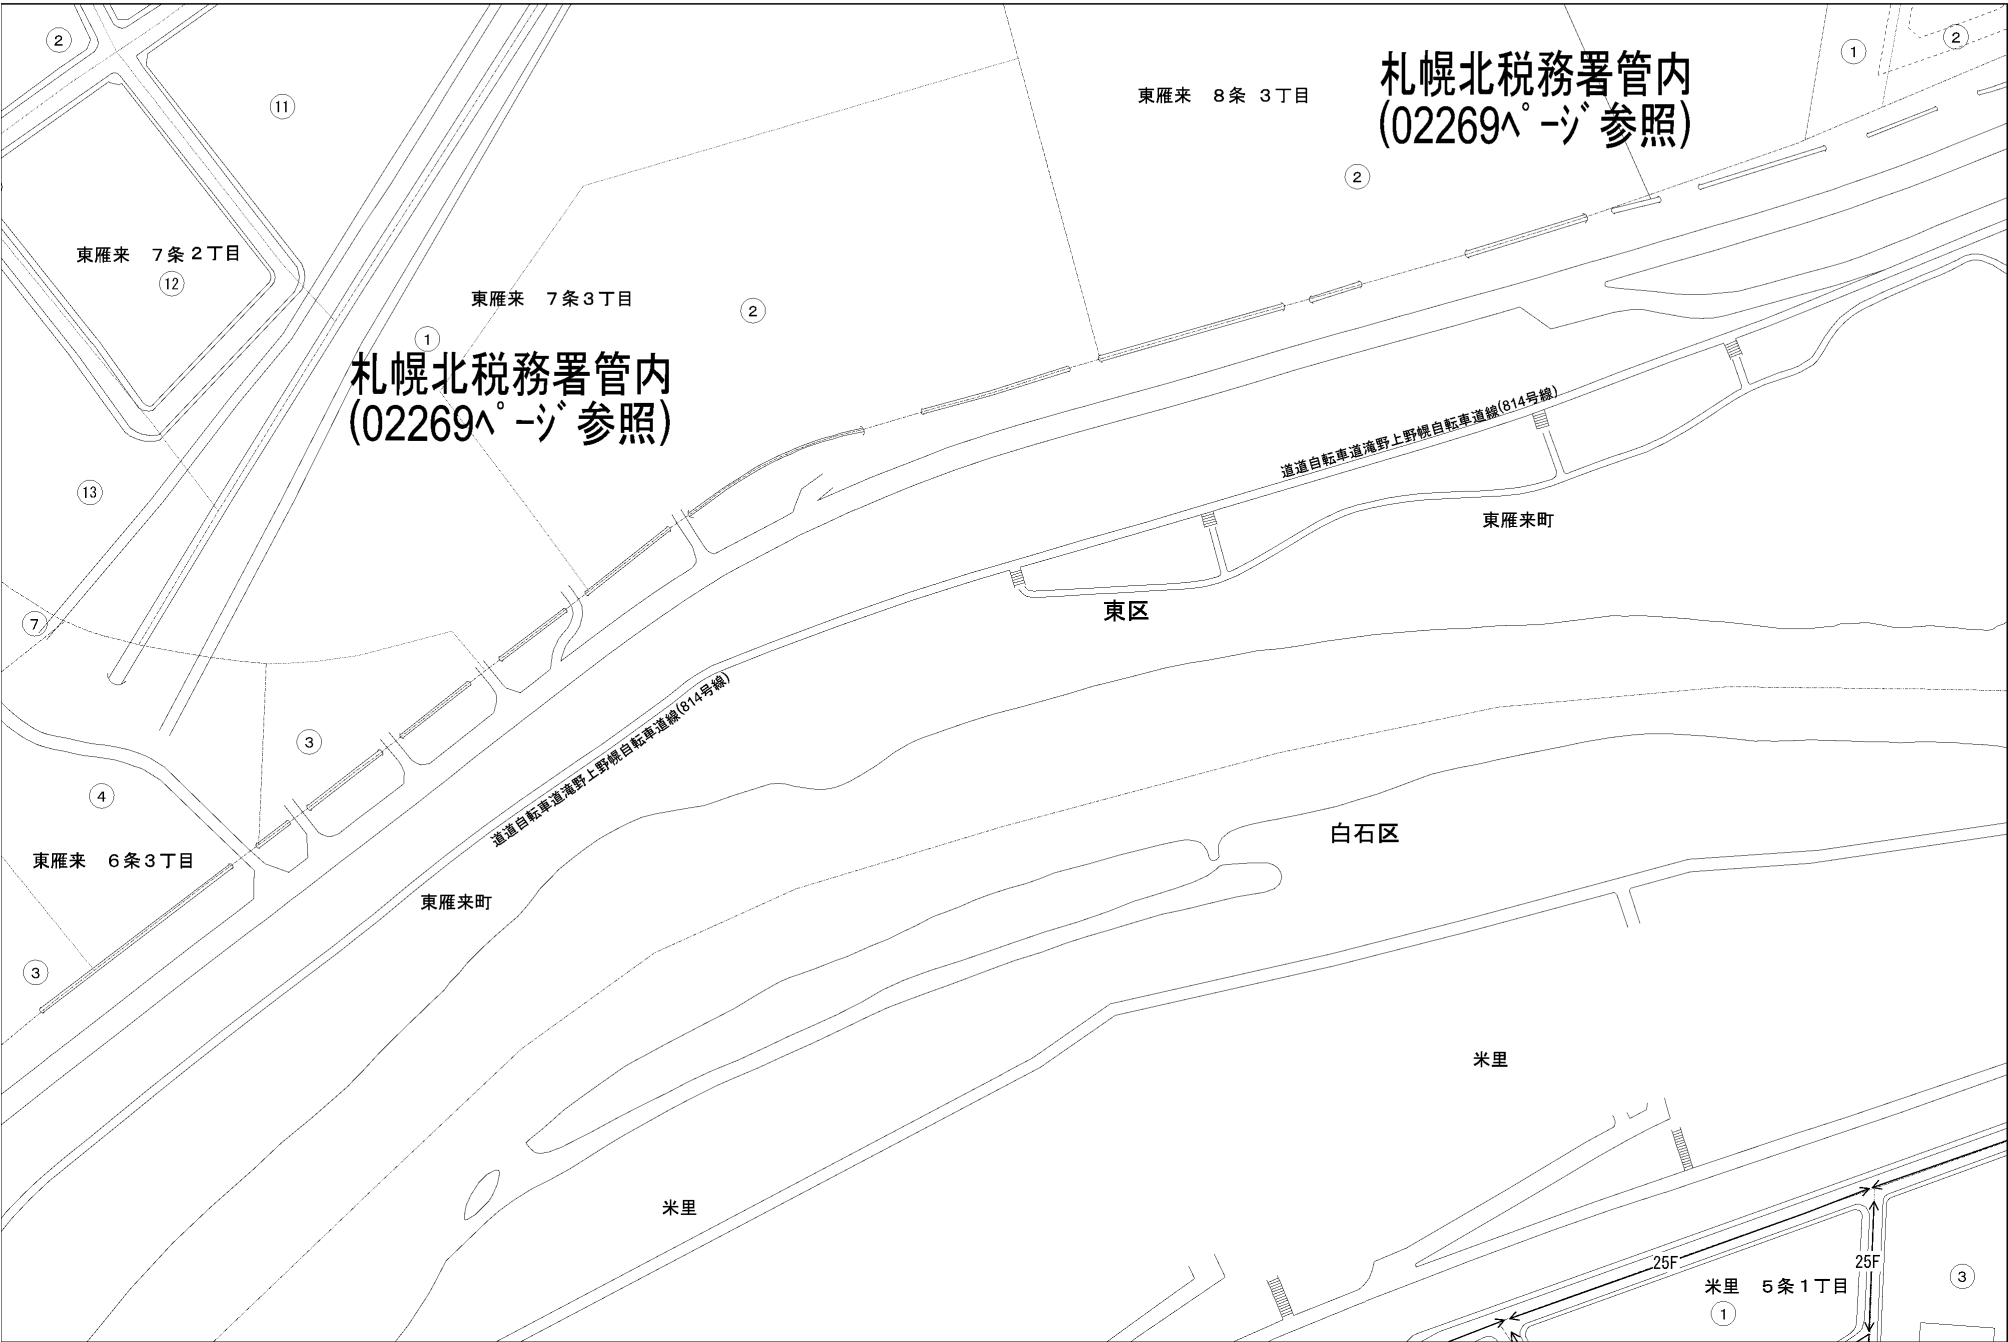 ②
⑪
東雁来 8条 3丁目
札幌北税務署管内
(02269ﾍﾟｰｼﾞ参照)
①
②
②
東雁来 7条2丁目
⑫
東雁来 7条3丁目
①
②
札幌北税務署管内
(02269ﾍﾟｰｼﾞ参照)
道道自転車道滝野上野幌自転車道線(814号線)
⑬
東雁来町
東区
⑦
道道自転車道滝野上野幌自転車道線(814号線)
③
④
白石区
東雁来 6条3丁目
東雁来町
③
米里
米里
25F
25F
米里 5条1丁目
①
③